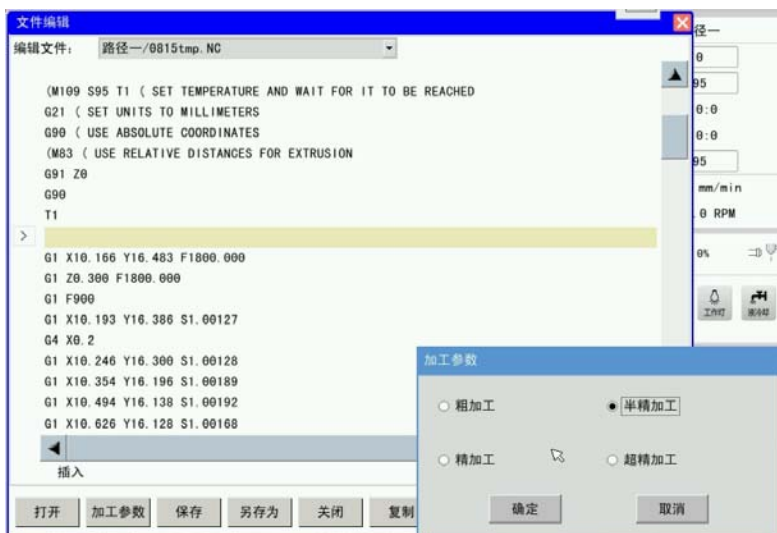 文件编辑
编辑文件: 路径一/0815tmp.NC
(M109 S95 T1 ( SET TEMPERATURE AND WAIT FOR IT TO BE REACHED
G21 ( SET UNITS TO MILLIMETERS
G90 ( USE ABSOLUTE COORDINATES
(M83 ( USE RELATIVE DISTANCES FOR EXTRUSION
G91 Z0
G90
T1
>
G1 X10.166 Y16.483 F1800.000
G1 Z0.300 F1800.000
G1 F900
G1 X10.193 Y16.386 S1.00127
G4 X0.2
G1 X10.246 Y16.300 S1.00128
G1 X10.354 Y16.196 S1.00189
G1 X10.494 Y16.138 S1.00192
G1 X10.626 Y16.128 S1.00168
插入
打开 加工参数 保存 另存为 关闭 复制
加工参数
粗加工 半精加工
精加工 超精加工
确定 取消
径一
0
95
0:0
0:0
95
mm/min
.0 RPM
0%
工作灯